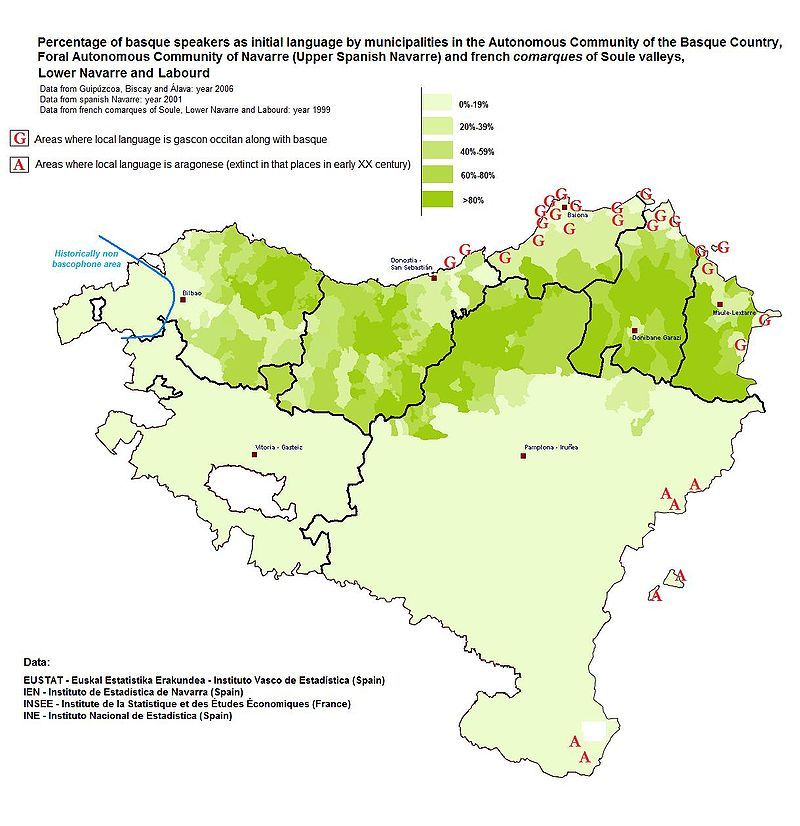 Percentage of basque speakers as initial language by municipalities in the Autonomous Community of the Basque Country,
Foral Autonomous Community of Navarre (Upper Spanish Navarre) and french comarques of Soule valleys,
Lower Navarre and Labourd
Data from Guipúzcoa, Biscay and Álava: year 2006
Data from spanish Navarre: year 2001
Data from french comarques of Soule, Lower Navarre and Labourd: year 1999
G Areas where local language is gascon occitan along with basque
A Areas where local language is aragonese (extinct in that places in early XX century)
0%-19%
20%-39%
40%-59%
60%-80%
>80%
G
G
G
G
G
G
G
G
G
Baiona
G
G
G
G
G
G
Historically non
bascophone area
Donostia -
San Sebastián
G
G
G
G
G
G
G
Bilbao
Maule-Lextarre
G
Donibane Garazi
G
Vitoria - Gasteiz
Pamplona - Iruñea
A
A
A
A
A
Data:
EUSTAT - Euskal Estatistika Erakundea - Instituto Vasco de Estadística (Spain)
IEN - Instituto de Estadística de Navarra (Spain)
INSEE - Institute de la Statistique et des Études Économiques (France)
INE - Instituto Nacional de Estadística (Spain)
A
A